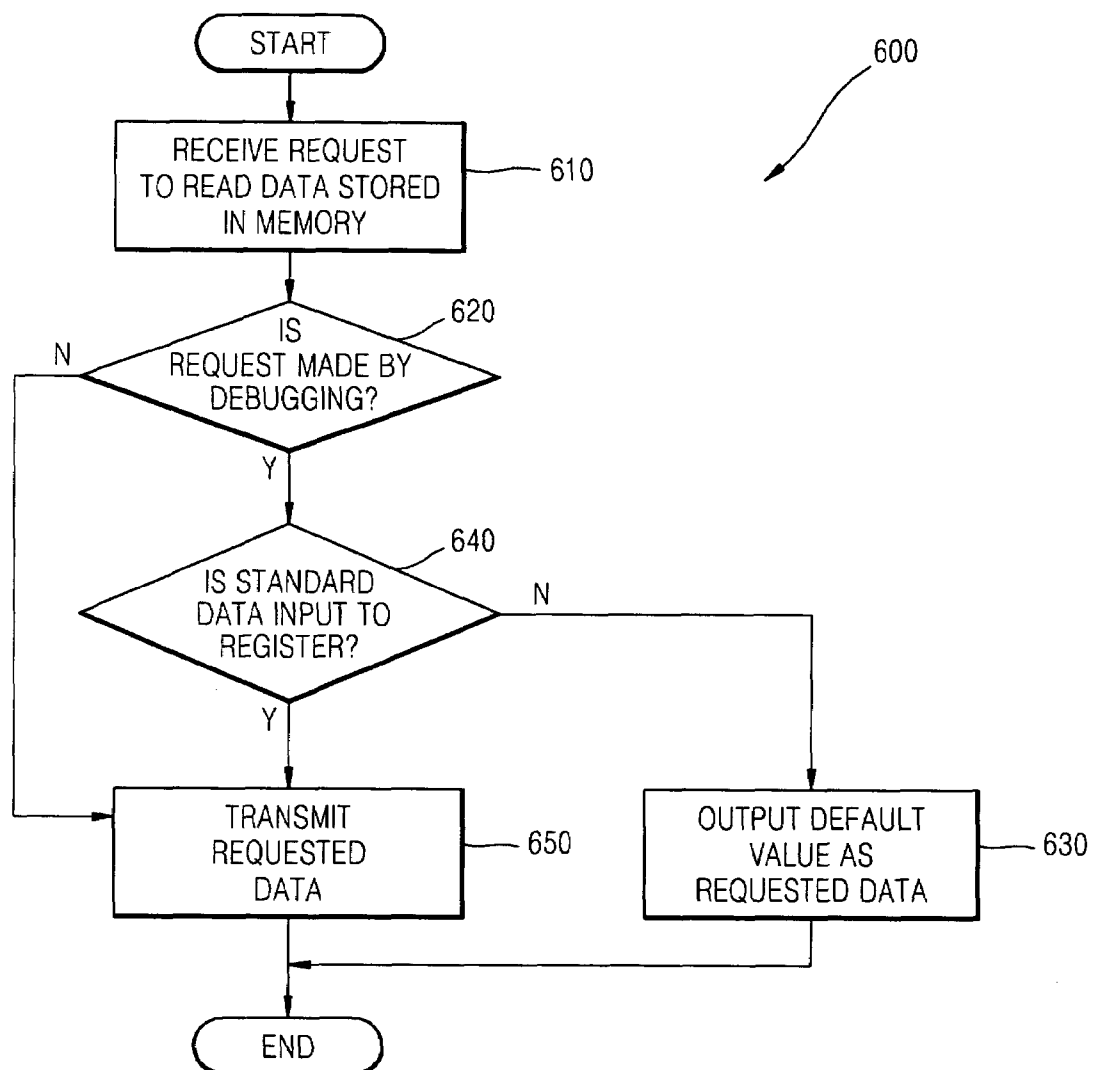 START
600
RECEIVE REQUEST
TO READ DATA STORED
IN MEMORY
610
620
IS
REQUEST MADE BY
DEBUGGING?
N
Y
640
IS STANDARD
DATA INPUT TO
REGISTER?
N
Y
TRANSMIT
REQUESTED
DATA
650
OUTPUT DEFAULT
VALUE AS
REQUESTED DATA
630
END